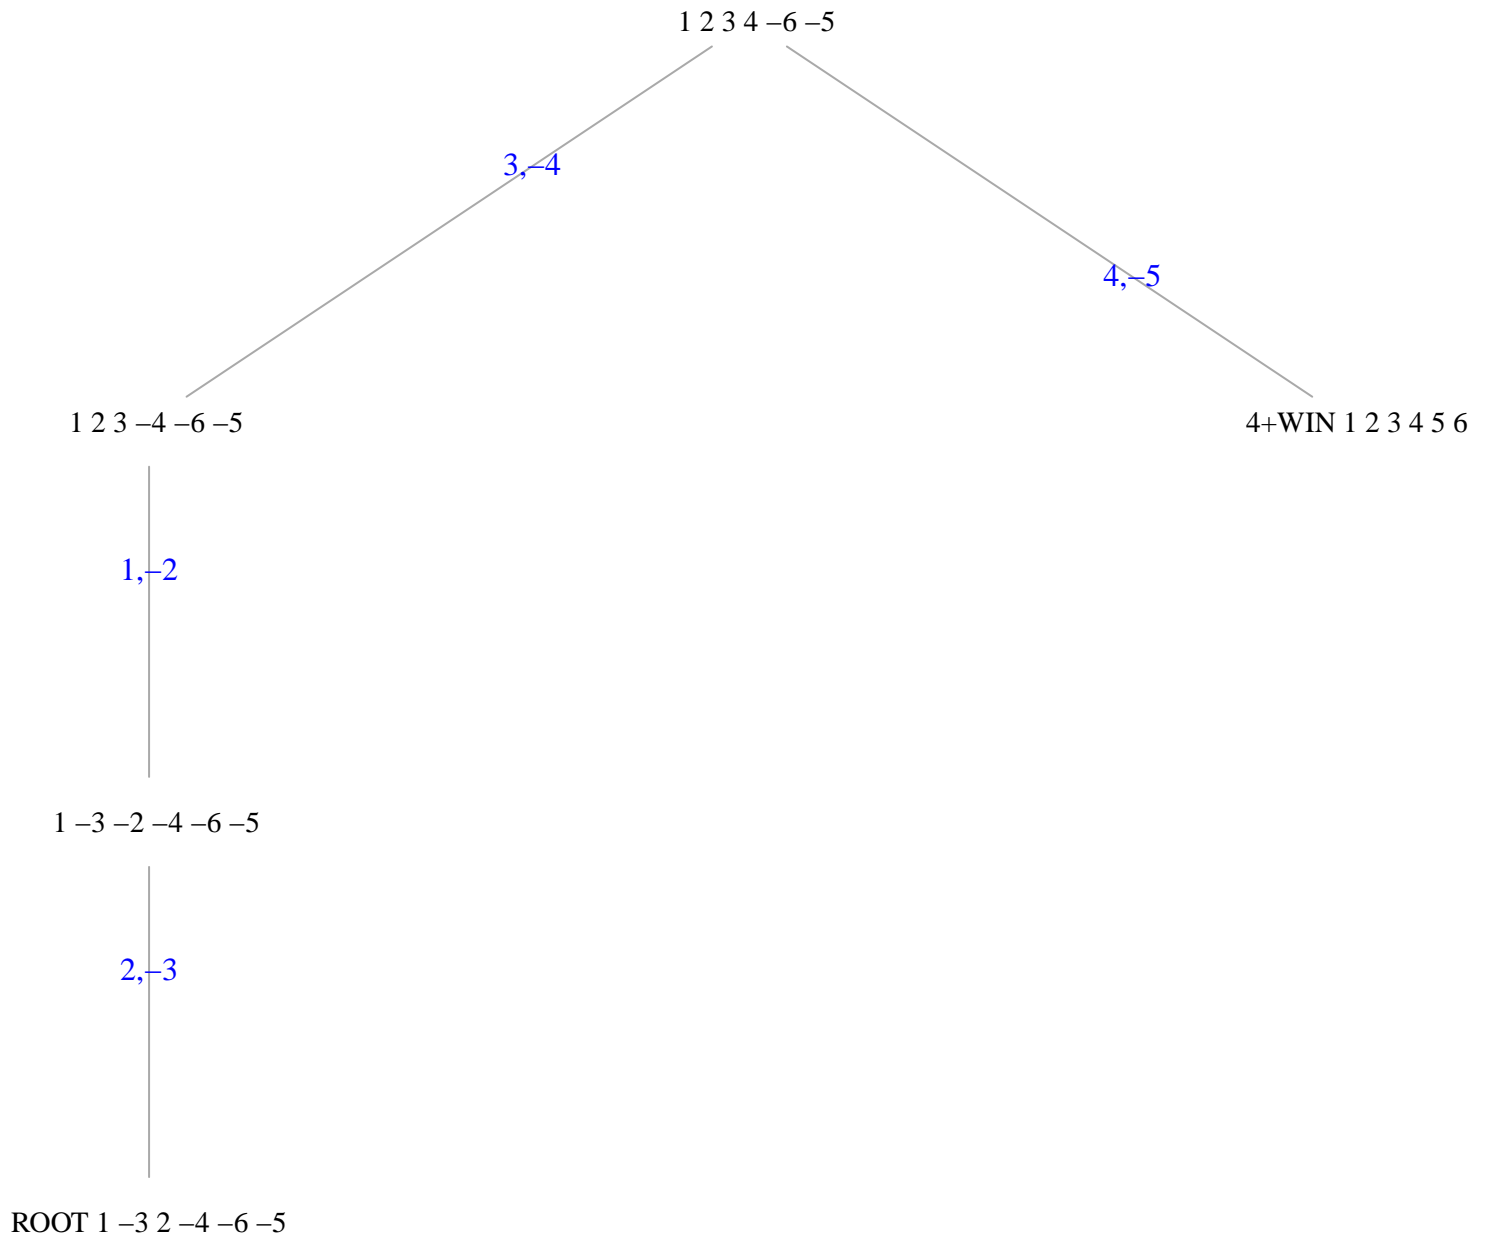 1 2 3 4 –6 –5
3,–4
4,–5
1 2 3 –4 –6 –5
4+WIN 1 2 3 4 5 6
1,–2
1 –3 –2 –4 –6 –5
2,–3
ROOT 1 –3 2 –4 –6 –5